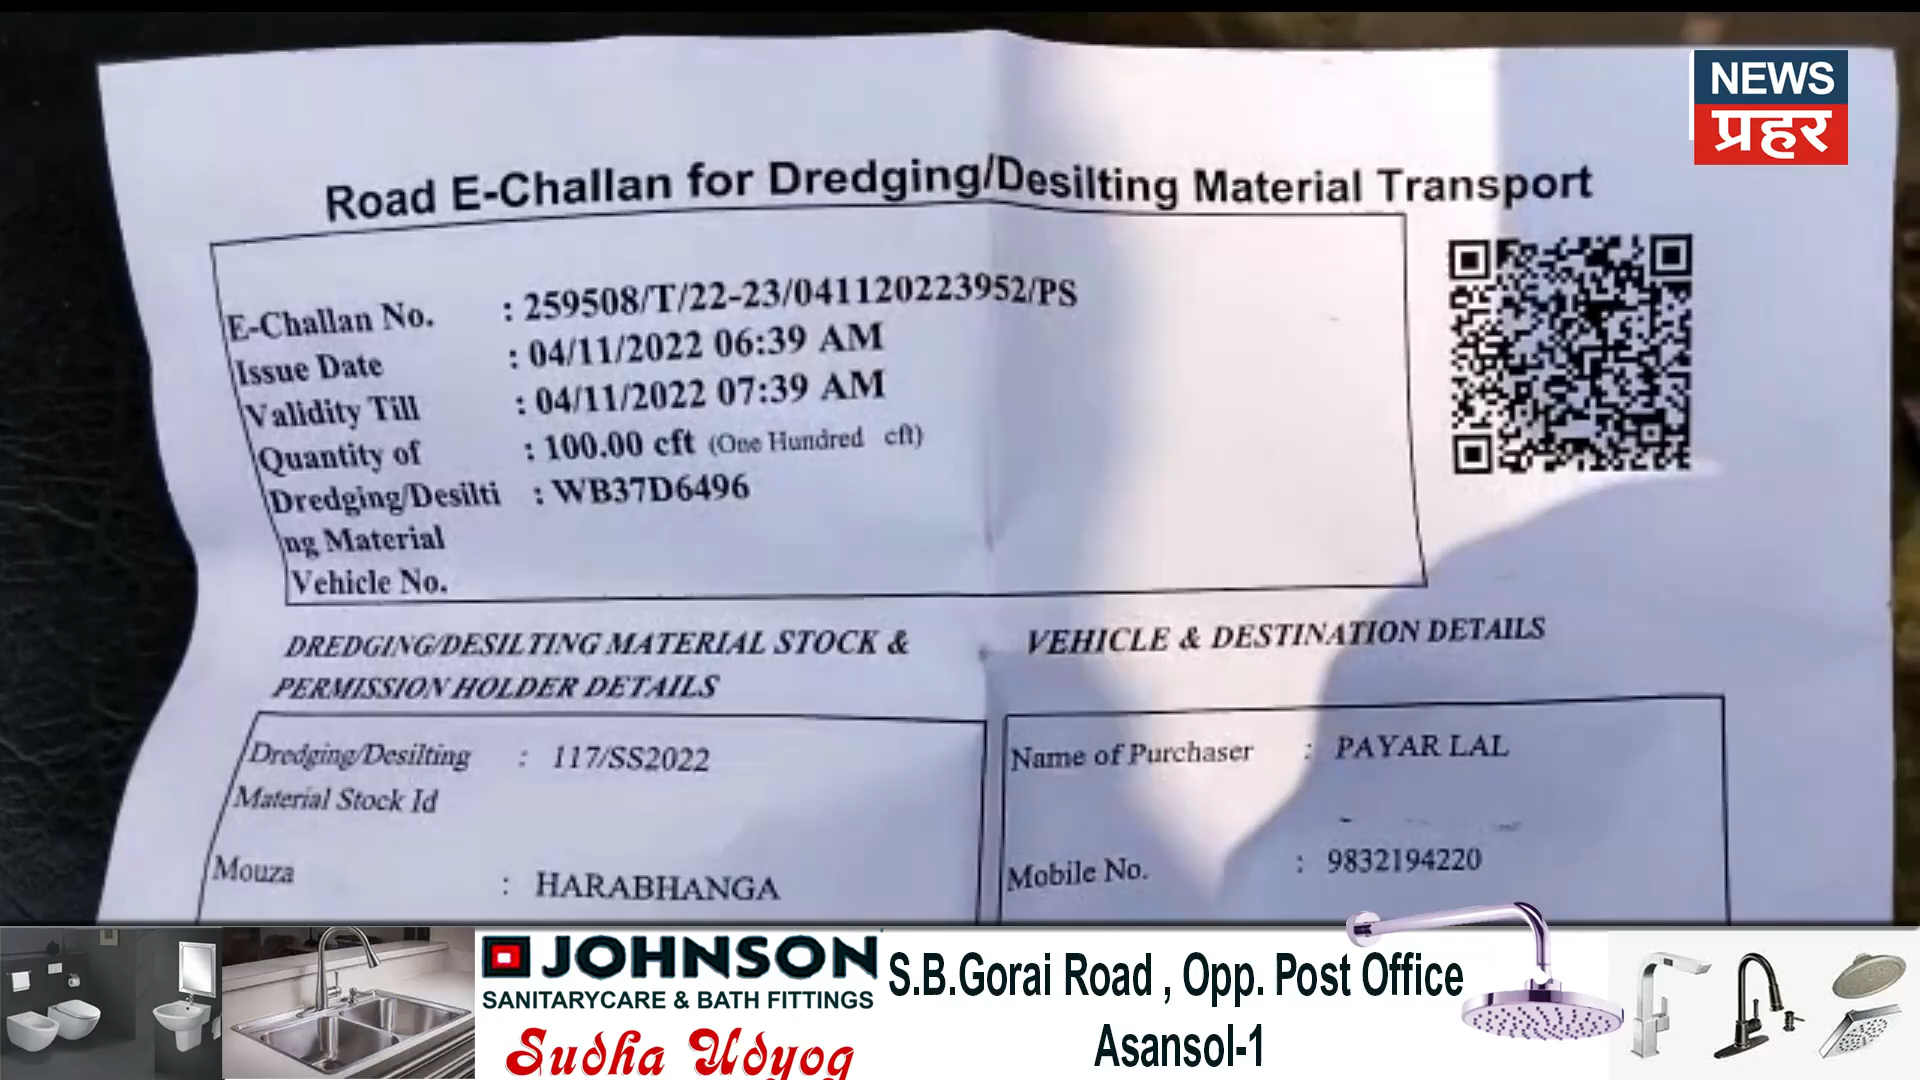 NEWS
प्रहर
Road E-Challan for Dredging/Desilting Material Transport
E-Challan No. : 259508/T/22-23/041120223952/PS
Issue Date : 04/11/2022 06:39 AM
Validity Till : 04/11/2022 07:39 AM
Quantity of : 100.00 cft (One Hundred cft)
Dredging/Desilti : WB37D6496
ng Material
Vehicle No.
DREDGING/DESILTING MATERIAL STOCK &
PERMISSION HOLDER DETAILS
Dredging/Desilting : 117/SS2022
Material Stock Id
Mouza : HARABHANGA
VEHICLE & DESTINATION DETAILS
Name of Purchaser : PAYAR LAL
Mobile No. : 9832194220
JOHNSON
SANITARYCARE & BATH FITTINGS
Sudha Udyog
S.B.Gorai Road , Opp. Post Office
Asansol-1